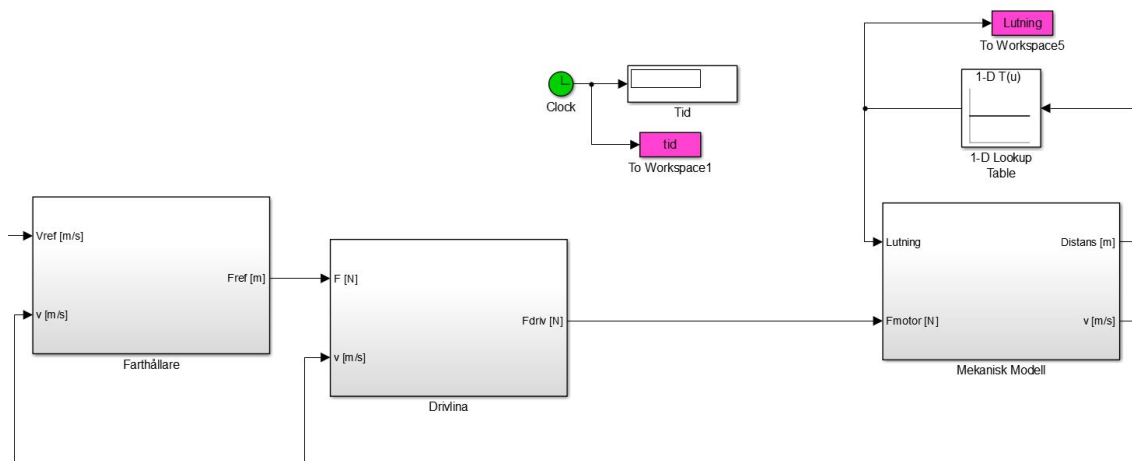 Lutning
To Workspace5
1-D T(u)
1-D Lookup
Table
Clock
Tid
tid
To Workspace1
Vref [m/s]
v [m/s]
Fref [m]
Farthållare
F [N]
v [m/s]
Fdriv [N]
Drivlina
Lutning
Fmotor [N]
Distans [m]
v [m/s]
Mekanisk Modell